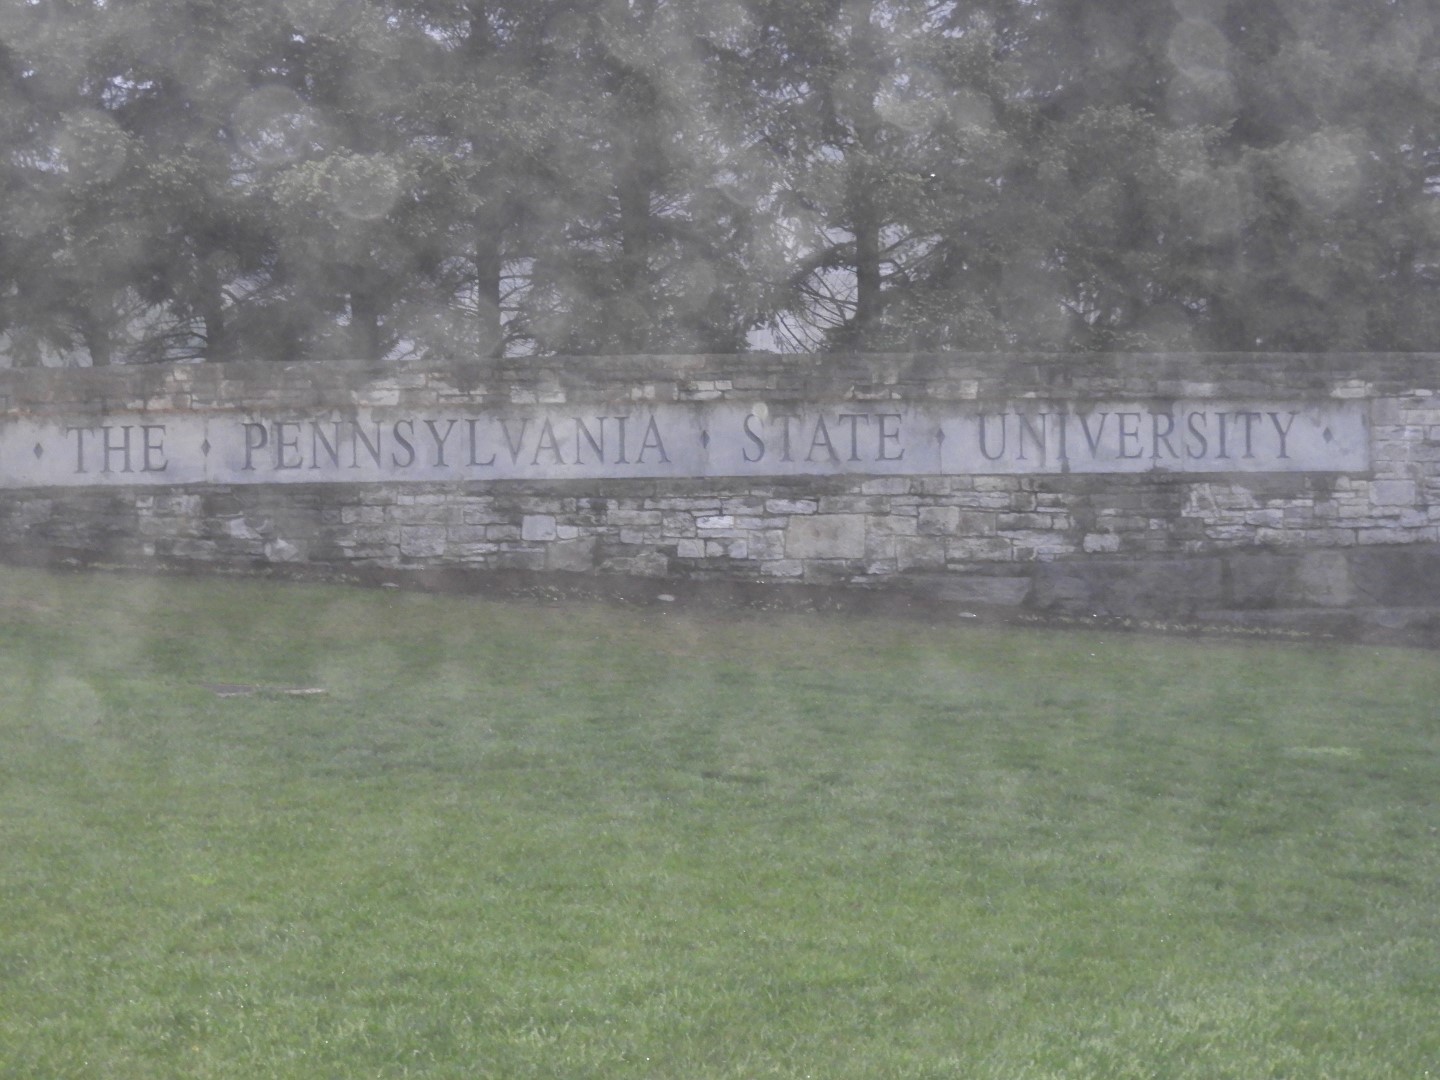 THE ⬧ PENNSYLVANIA ⬧ STATE ⬧ UNIVERSITY